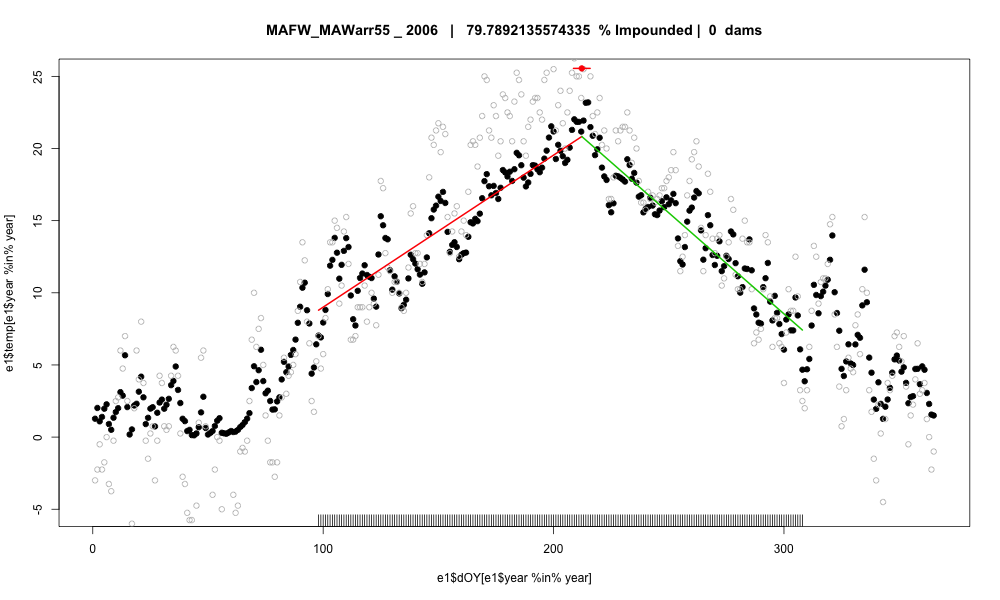 MAFW_MAWarr55 _ 2006 | 79.7892135574335 % Impounded | 0 dams
25
20
15
10
5
0
-5
e1$temp[e1$year %in% year]
0 100 200 300
e1$dOY[e1$year %in% year]